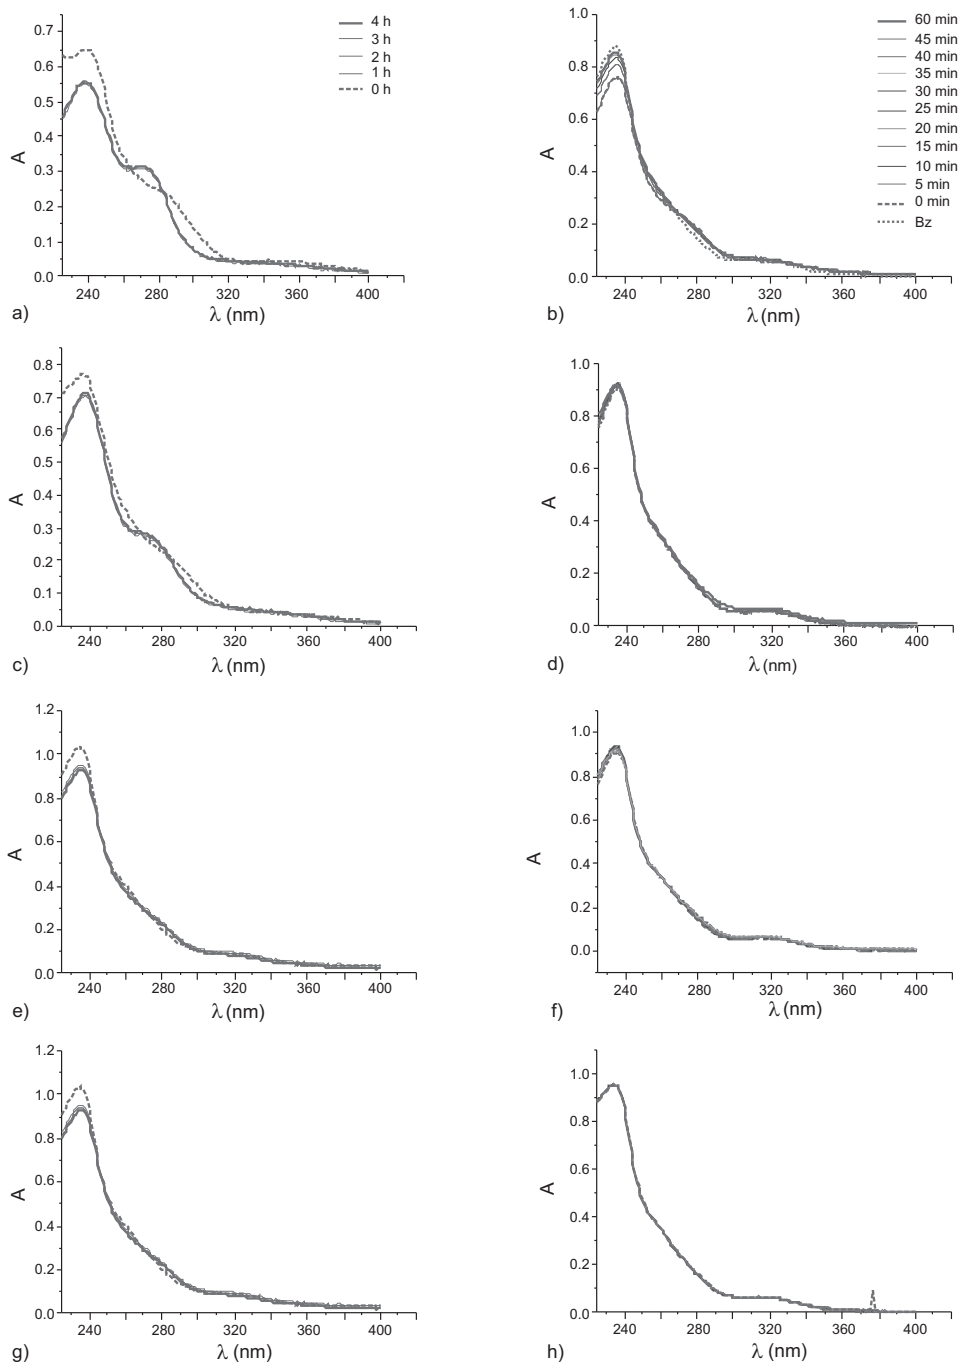 0.7
0.6
0.5
0.4
0.3
0.2
0.1
0.0
A
240 280 320 360 400
λ (nm)
a)
4 h
3 h
2 h
1 h
0 h
1.0
0.8
0.6
0.4
0.2
0.0
A
240 280 320 360 400
λ (nm)
b)
60 min
45 min
40 min
35 min
30 min
25 min
20 min
15 min
10 min
5 min
0 min
Bz
0.8
0.7
0.6
0.5
0.4
0.3
0.2
0.1
0.0
A
240 280 320 360 400
λ (nm)
c)
1.0
0.8
0.6
0.4
0.2
0.0
A
240 280 320 360 400
λ (nm)
d)
1.2
1.0
0.8
0.6
0.4
0.2
0.0
A
240 280 320 360 400
λ (nm)
e)
1.0
0.8
0.6
0.4
0.2
0.0
A
240 280 320 360 400
λ (nm)
f)
1.2
1.0
0.8
0.6
0.4
0.2
0.0
A
240 280 320 360 400
λ (nm)
g)
1.0
0.8
0.6
0.4
0.2
0.0
A
240 280 320 360 400
λ (nm)
h)